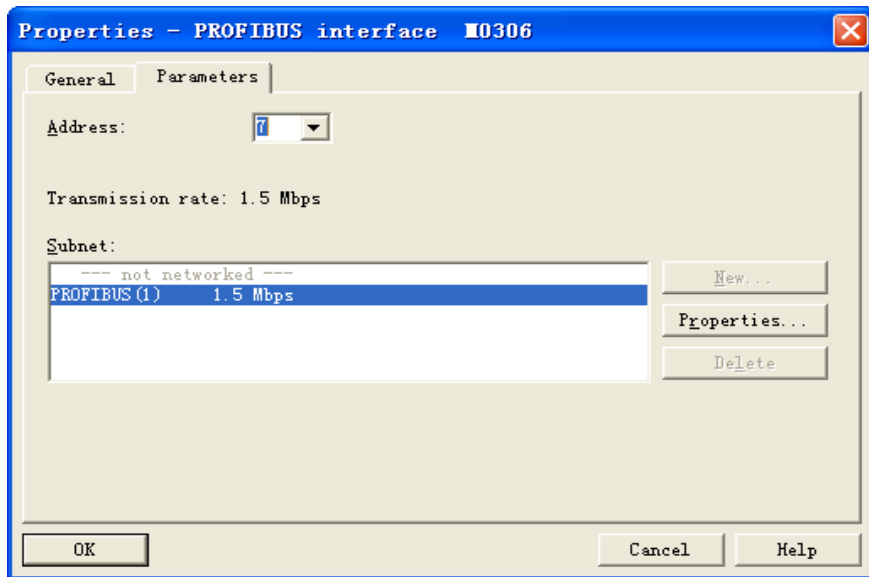 Properties - PROFIBUS interface M0306
General Parameters
Address: 7
Transmission rate: 1.5 Mbps
Subnet:
--- not networked ---
New...
PROFIBUS(1) 1.5 Mbps
Properties...
Delete
OK Cancel Help